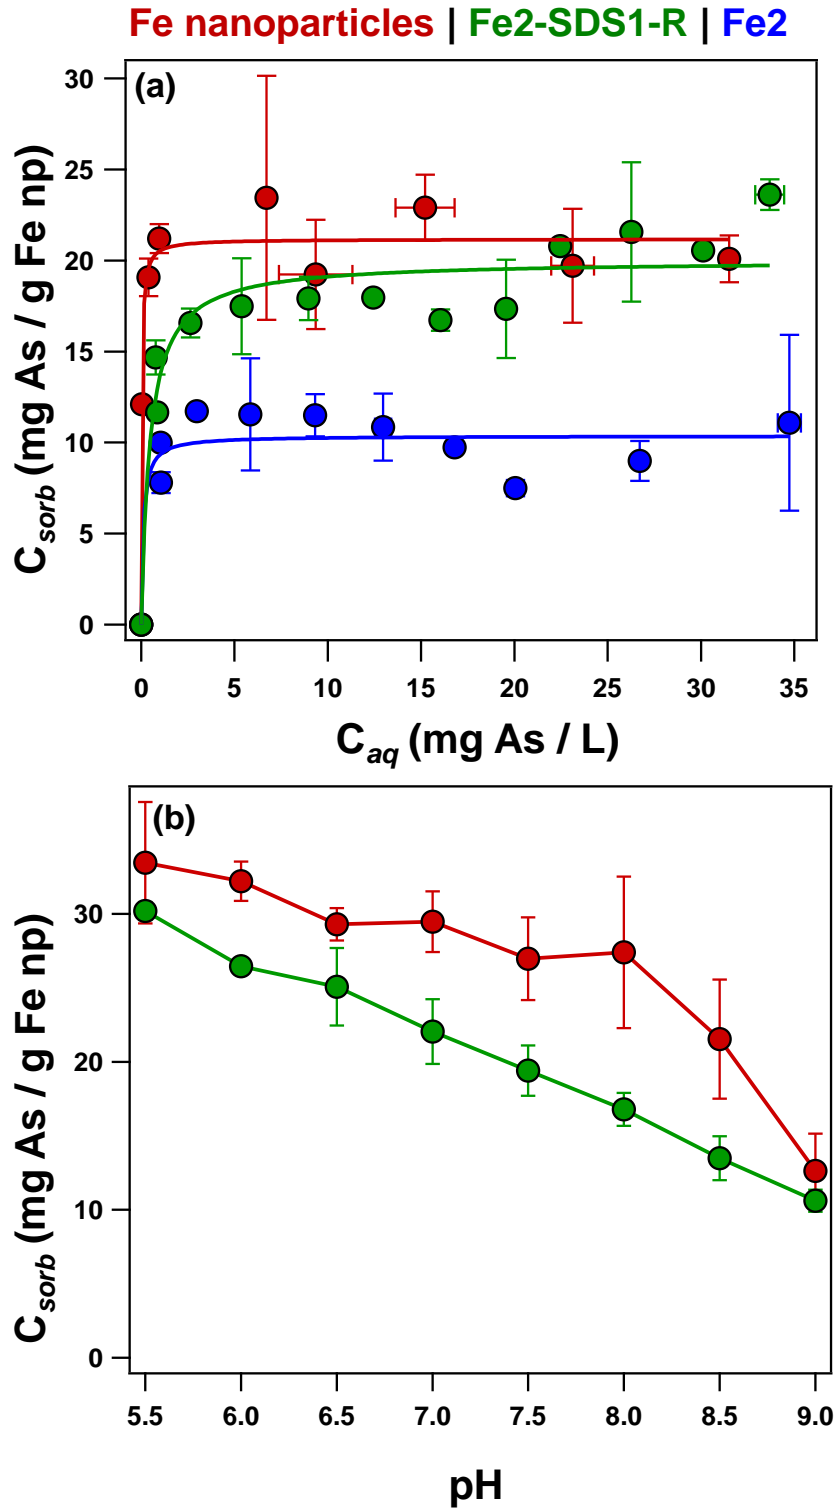 Fe nanoparticles | Fe2-SDS1-R | Fe2
(a)
30
25
20
15
10
5
0
C_sorb (mg As / g Fe np)
0 5 10 15 20 25 30 35
C_aq (mg As / L)
(b)
30
20
10
0
C_sorb (mg As / g Fe np)
5.5 6.0 6.5 7.0 7.5 8.0 8.5 9.0
pH